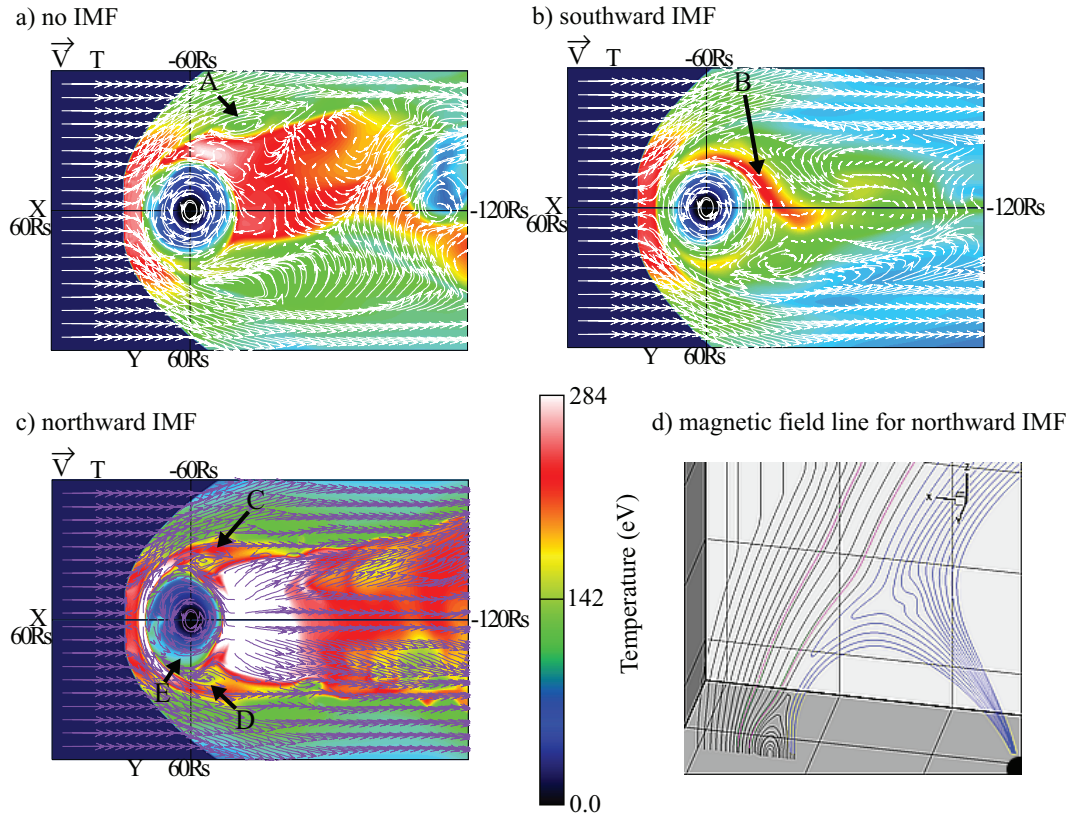 a) no IMF
V T -60Rs
A
X
60Rs
-120Rs
Y 60Rs
b) southward IMF
V T -60Rs
B
X
60Rs
-120Rs
Y 60Rs
c) northward IMF
V T -60Rs
C
X
60Rs
-120Rs
E
D
Y 60Rs
284
142
0.0
Temperature (eV)
d) magnetic field line for northward IMF
z
x